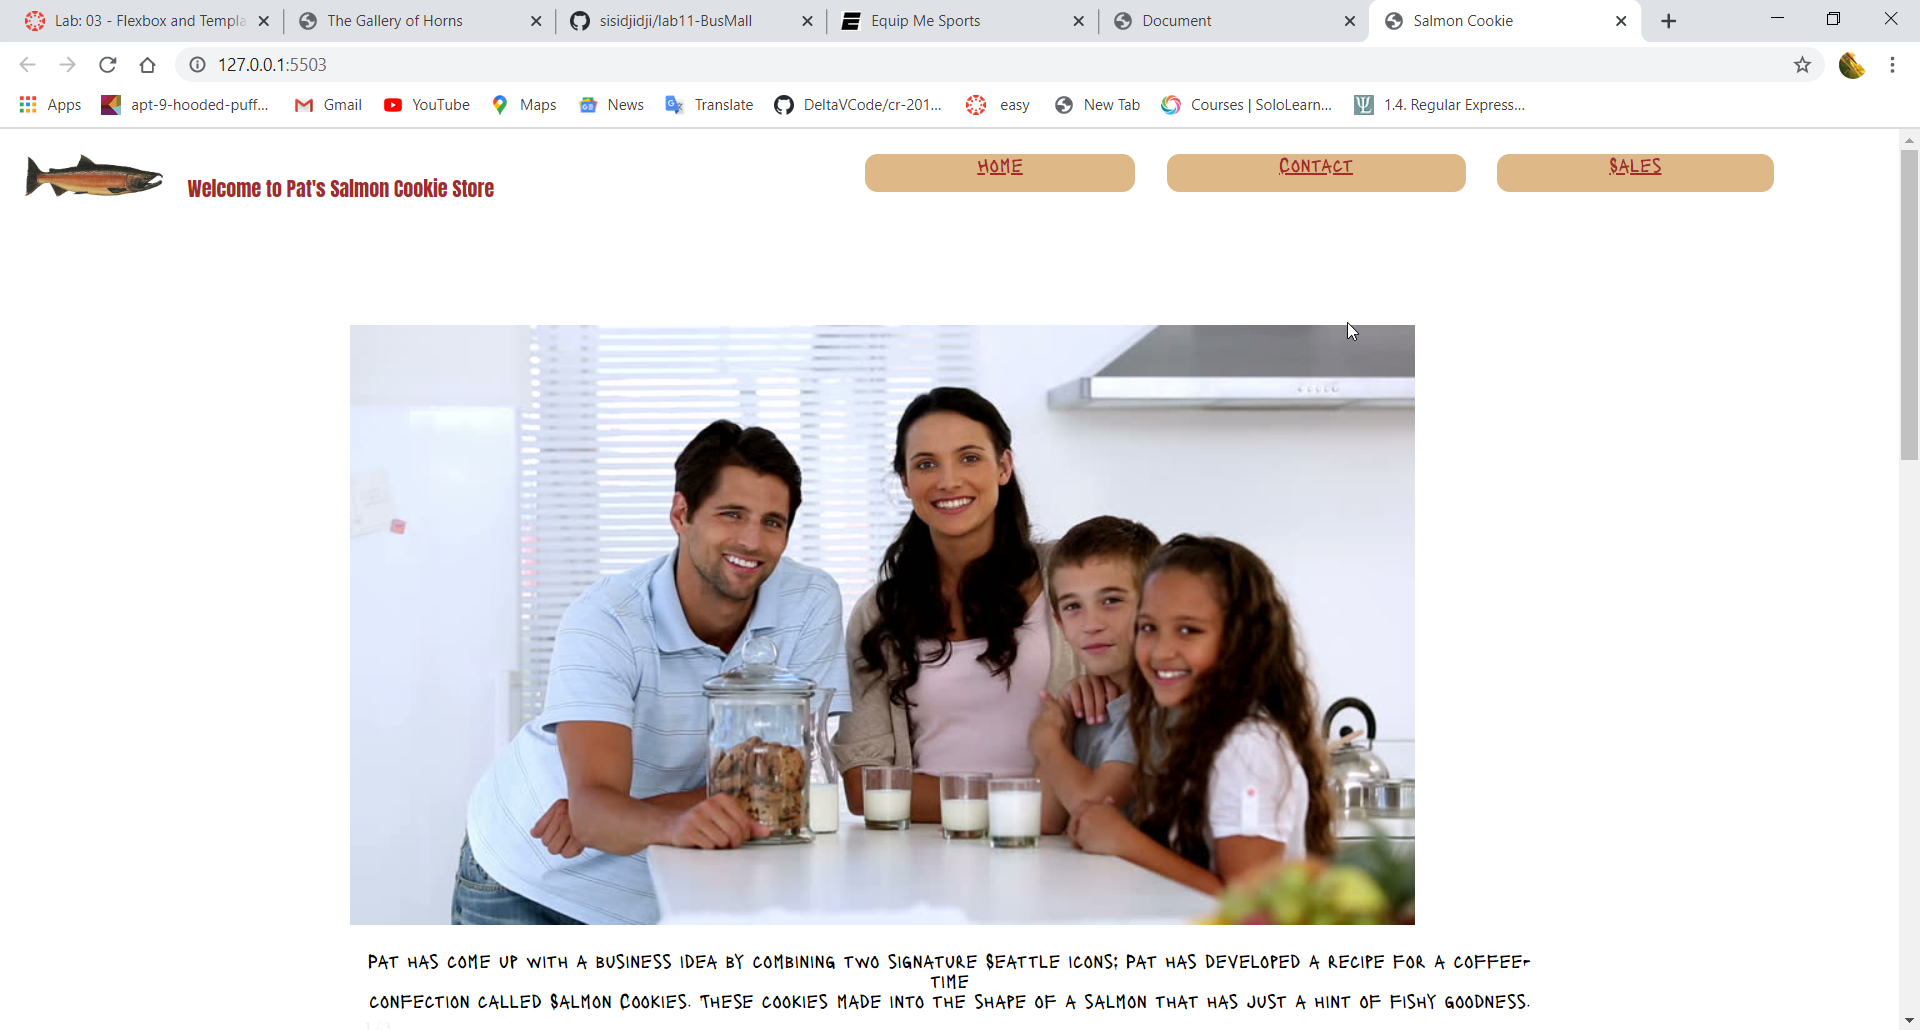 Lab: 03 - Flexbox and Templa
The Gallery of Horns
sisidjidji/lab11-BusMall
Equip Me Sports
Document
Salmon Cookie
127.0.0.1:5503
Apps
apt-9-hooded-puff...
Gmail
YouTube
Maps
News
Translate
DeltaVCode/cr-201...
easy
New Tab
Courses | SoloLearn...
1.4. Regular Express...
Welcome to Pat's Salmon Cookie Store
HOME
CONTACT
SALES
PAT HAS COME UP WITH A BUSINESS IDEA BY COMBINING TWO SIGNATURE SEATTLE ICONS; PAT HAS DEVELOPED A RECIPE FOR A COFFEE-
TIME
CONFECTION CALLED SALMON COOKIES. THESE COOKIES MADE INTO THE SHAPE OF A SALMON THAT HAS JUST A HINT OF FISHY GOODNESS.
1 / 3